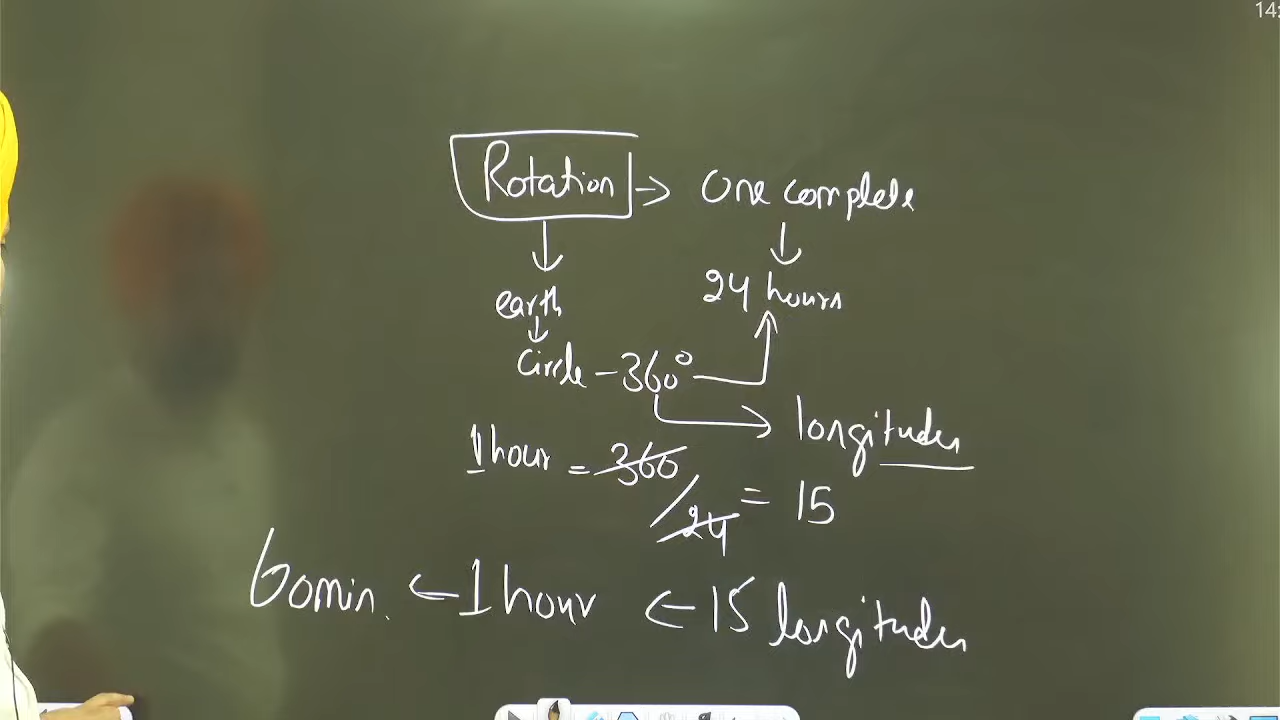 14:
Rotation → One complete
↓ ↓
earth 24 hours
↓
Circle – 360°
longitudes
1 hour = 360/24 = 15
60min. ← 1 hour ← 15 longitudes